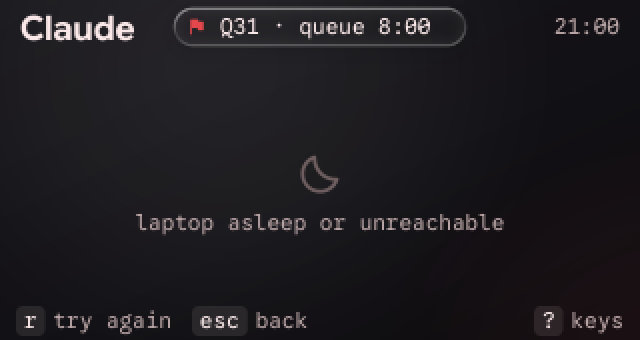 Claude
Q31 · queue 8:00
21:00
laptop asleep or unreachable
r try again esc back
? keys